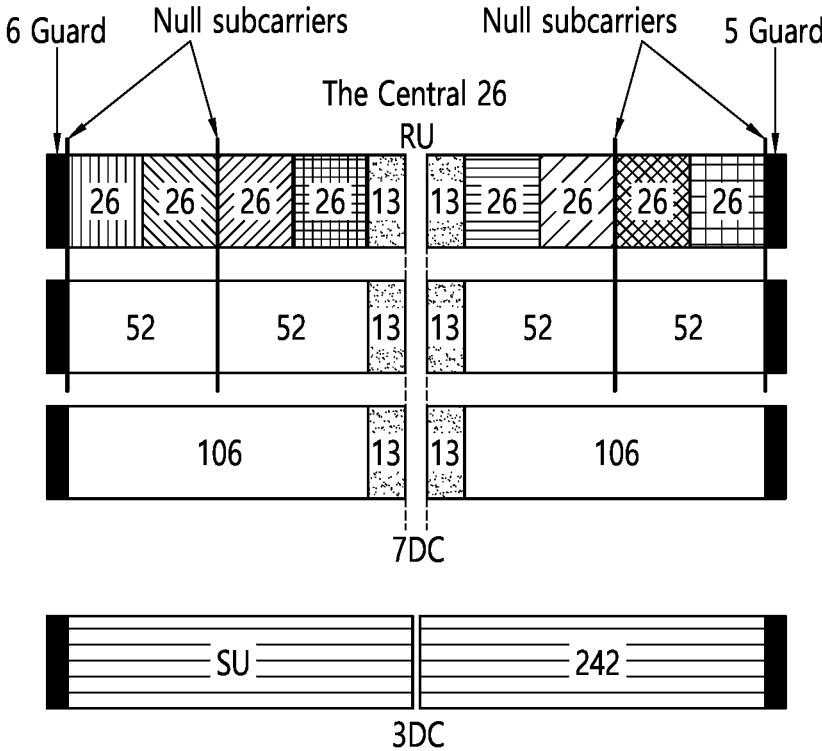 6 Guard
Null subcarriers
Null subcarriers
5 Guard
The Central 26
RU
26 26 26 26 13 13 26 26 26 26
52 52 13 13 52 52
106 13 13 106
7DC
SU 242
3DC